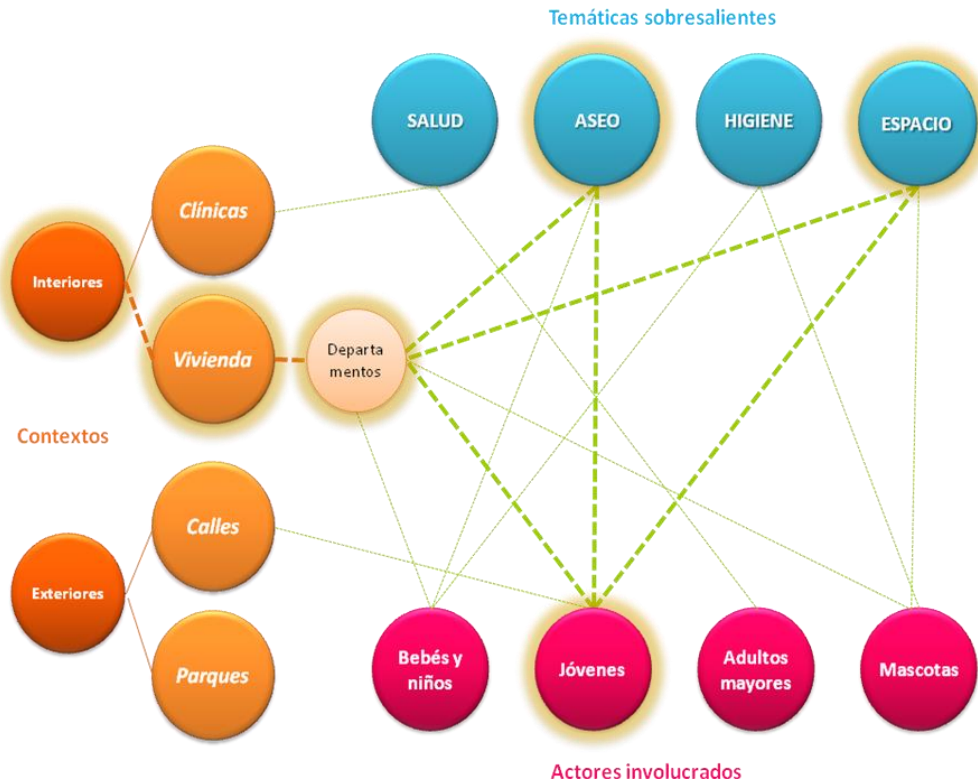 Temáticas sobresalientes
SALUD
ASEO
HIGIENE
ESPACIO
Clínicas
Interiores
Vivienda
Departa
mentos
Contextos
Calles
Exteriores
Parques
Bebés y
niños
Jóvenes
Adultos
mayores
Mascotas
Actores involucrados